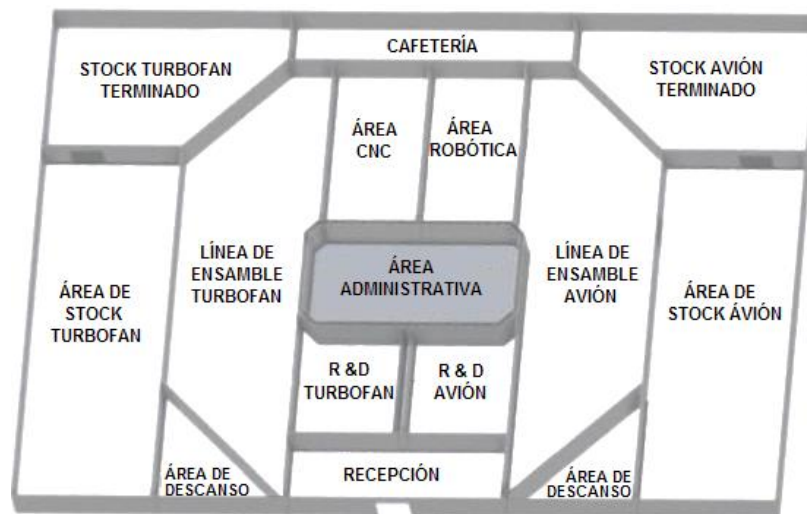 CAFETERÍA
STOCK TURBOFAN
TERMINADO
STOCK AVIÓN
TERMINADO
ÁREA
CNC
ÁREA
ROBÓTICA
LÍNEA DE
ENSAMBLE
TURBOFAN
ÁREA
ADMINISTRATIVA
LÍNEA DE
ENSAMBLE
AVIÓN
ÁREA DE
STOCK
TURBOFAN
ÁREA DE
STOCK ÁVIÓN
R &D
TURBOFAN
R & D
AVIÓN
ÁREA DE
DESCANSO
RECEPCIÓN
ÁREA DE
DESCANSO